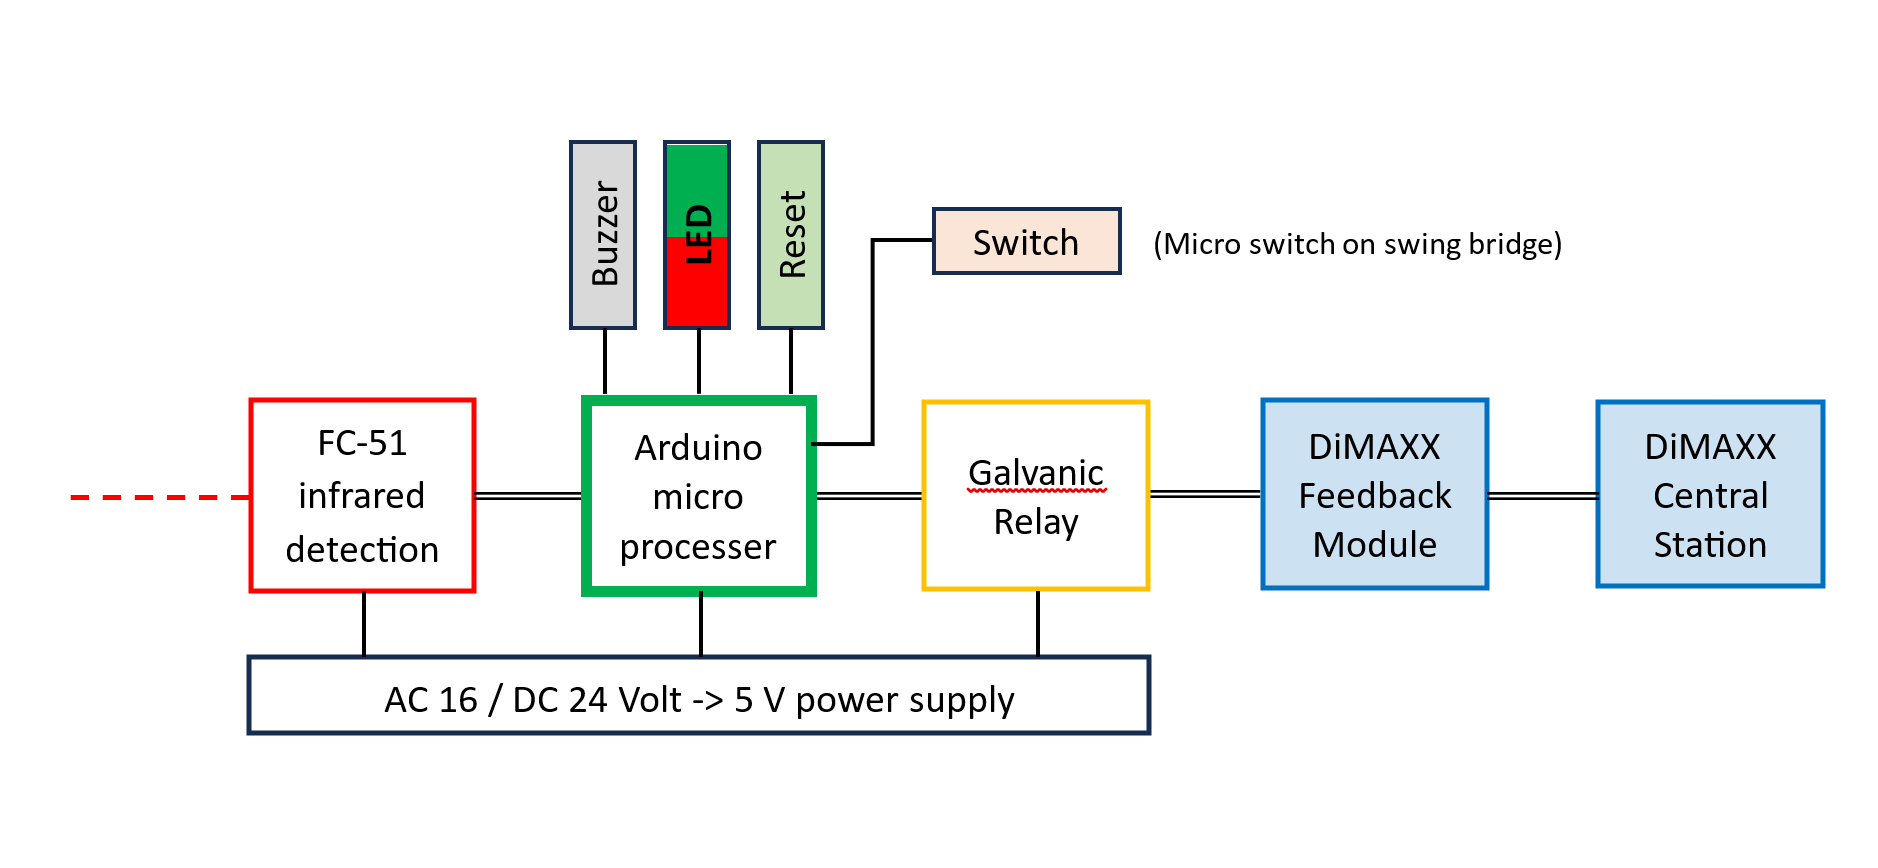 Buzzer
LED
Reset
Switch
(Micro switch on swing bridge)
FC-51
infrared
detection
Arduino
micro
processer
Galvanic
Relay
DiMAXX
Feedback
Module
DiMAXX
Central
Station
AC 16 / DC 24 Volt -> 5 V power supply